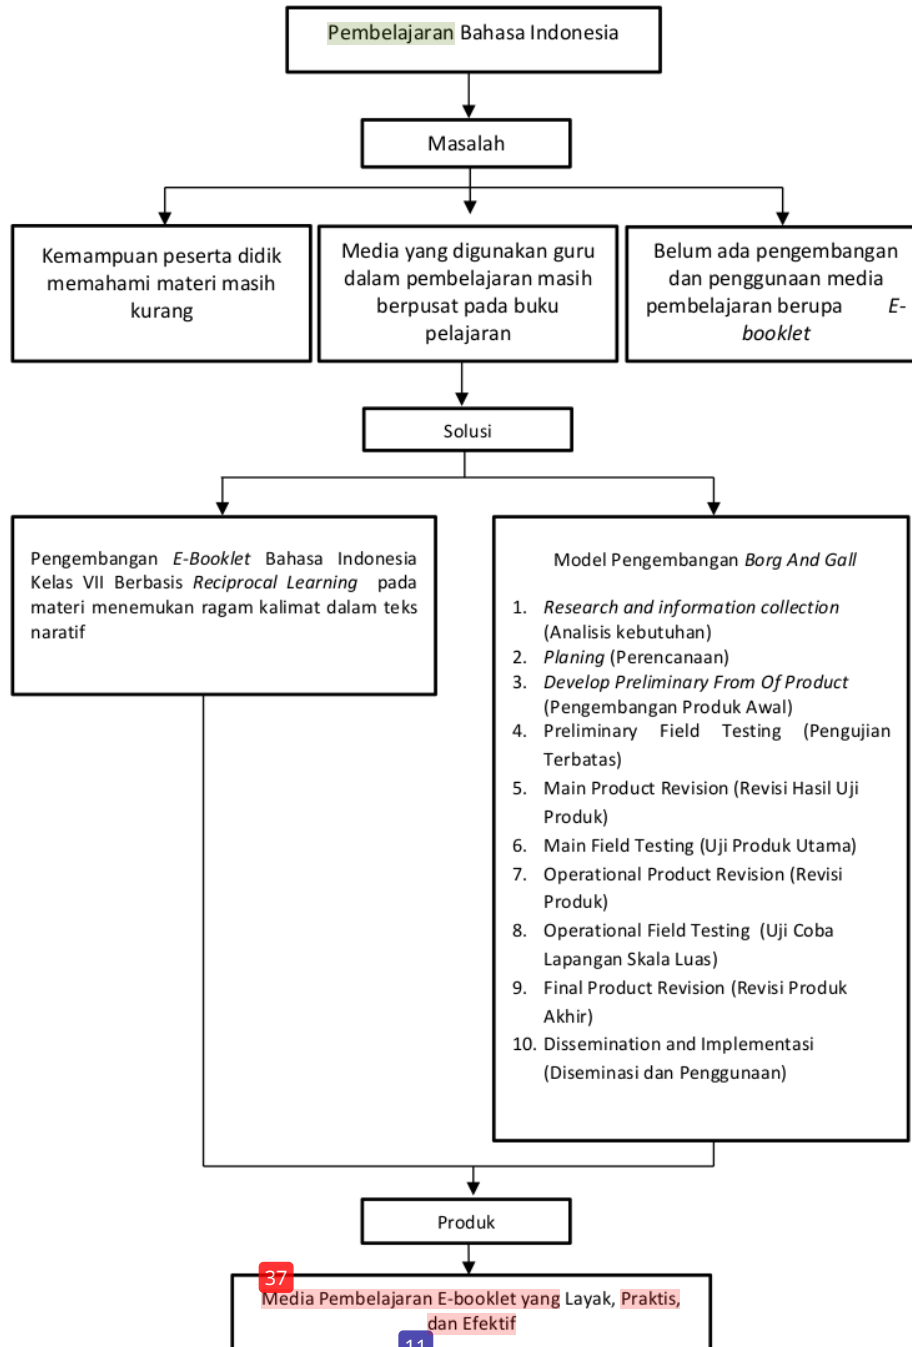 Pembelajaran Bahasa Indonesia
Masalah
Kemampuan peserta didik
memahami materi masih
kurang
Media yang digunakan guru
dalam pembelajaran masih
berpusat pada buku
pelajaran
Belum ada pengembangan
dan penggunaan media
pembelajaran berupa E-
booklet
Solusi
Pengembangan E-Booklet Bahasa Indonesia
Kelas VII Berbasis Reciprocal Learning pada
materi menemukan ragam kalimat dalam teks
naratif
Model Pengembangan Borg And Gall
1. Research and information collection
(Analisis kebutuhan)
2. Planing (Perencanaan)
3. Develop Preliminary From Of Product
(Pengembangan Produk Awal)
4. Preliminary Field Testing (Pengujian
Terbatas)
5. Main Product Revision (Revisi Hasil Uji
Produk)
6. Main Field Testing (Uji Produk Utama)
7. Operational Product Revision (Revisi
Produk)
8. Operational Field Testing (Uji Coba
Lapangan Skala Luas)
9. Final Product Revision (Revisi Produk
Akhir)
10. Dissemination and Implementasi
(Diseminasi dan Penggunaan)
Produk
37
Media Pembelajaran E-booklet yang Layak, Praktis,
dan Efektif
11